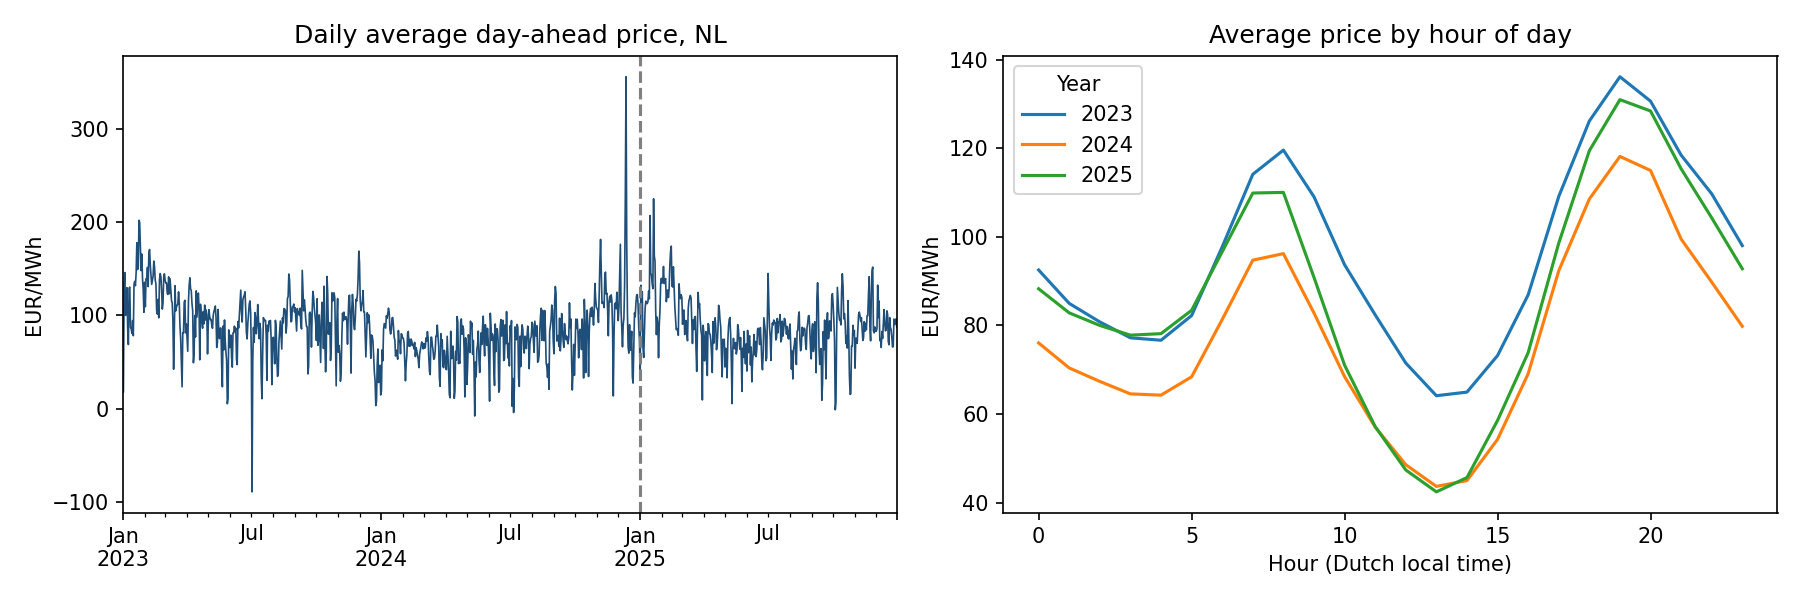 Daily average day-ahead price, NL
EUR/MWh
300
200
100
0
−100
Jan
2023
Jul
Jan
2024
Jul
Jan
2025
Jul
Average price by hour of day
EUR/MWh
140
120
100
80
60
40
Year
2023
2024
2025
0
5
10
15
20
Hour (Dutch local time)